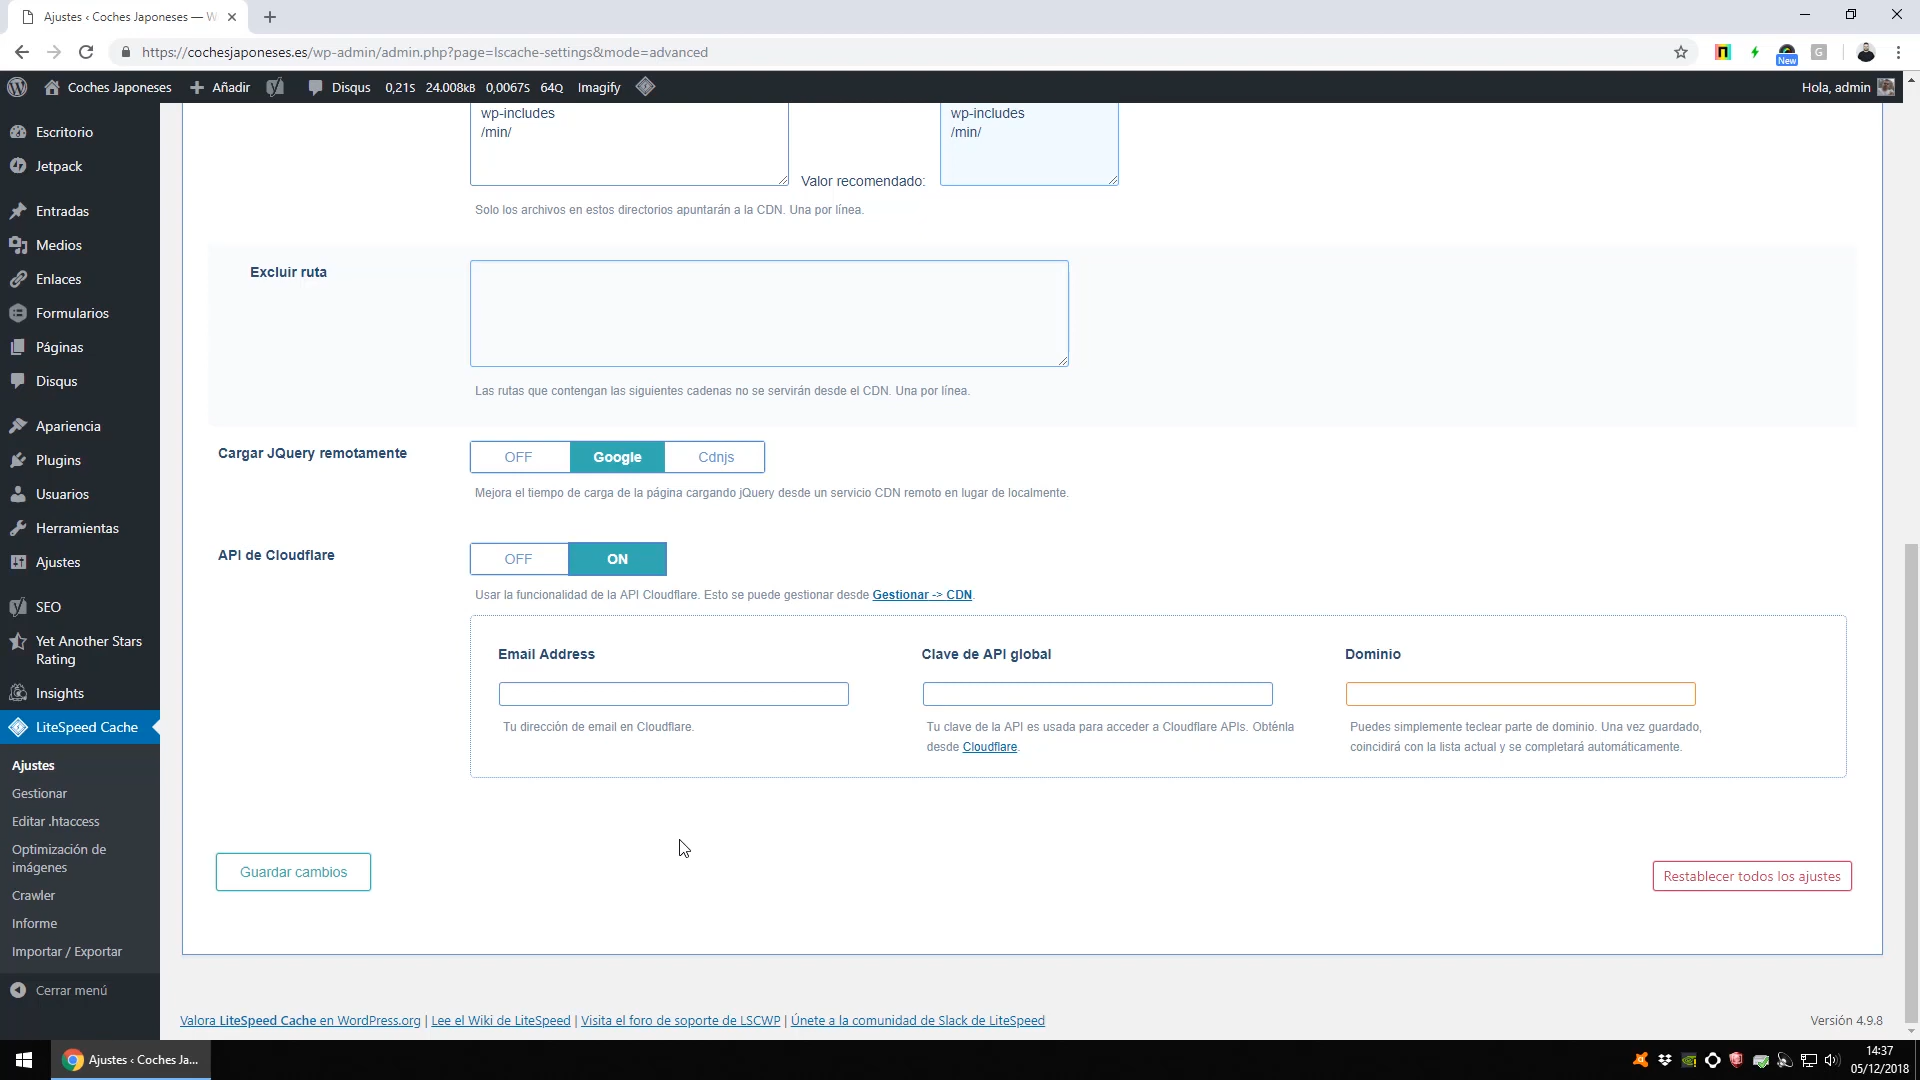 Ajustes ‹ Coches Japoneses — W
https://cochesjaponeses.es/wp-admin/admin.php?page=lscache-settings&mode=advanced
New
G
Coches Japoneses
Añadir
Disqus
0,21S 24.008KB 0,0067S 64Q
Imagify
Hola, admin
Escritorio
Jetpack
Entradas
Medios
Enlaces
Formularios
Páginas
Disqus
Apariencia
Plugins
Usuarios
Herramientas
Ajustes
SEO
Yet Another Stars
Rating
Insights
LiteSpeed Cache
Ajustes
Gestionar
Editar .htaccess
Optimización de
imágenes
Crawler
Informe
Importar / Exportar
Cerrar menú
wp-includes
/min/
Valor recomendado:
wp-includes
/min/
Solo los archivos en estos directorios apuntarán a la CDN. Una por línea.
Excluir ruta
Las rutas que contengan las siguientes cadenas no se servirán desde el CDN. Una por línea.
Cargar JQuery remotamente
OFF Google Cdnjs
Mejora el tiempo de carga de la página cargando jQuery desde un servicio CDN remoto en lugar de localmente.
API de Cloudflare
OFF ON
Usar la funcionalidad de la API Cloudflare. Esto se puede gestionar desde Gestionar -> CDN.
Email Address
Tu dirección de email en Cloudflare.
Clave de API global
Tu clave de la API es usada para acceder a Cloudflare APIs. Obténla
desde Cloudflare.
Dominio
Puedes simplemente teclear parte de dominio. Una vez guardado,
coincidirá con la lista actual y se completará automáticamente.
Guardar cambios
Restablecer todos los ajustes
Valora LiteSpeed Cache en WordPress.org | Lee el Wiki de LiteSpeed | Visita el foro de soporte de LSCWP | Únete a la comunidad de Slack de LiteSpeed
Versión 4.9.8
Ajustes ‹ Coches Ja...
14:37
05/12/2018